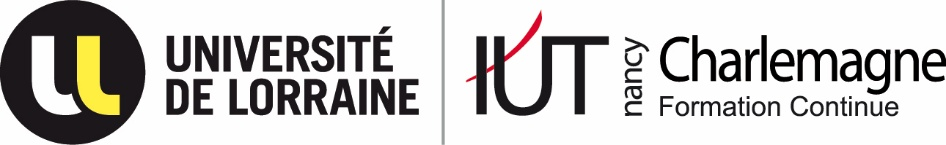 UNIVERSITÉ
DE LORRAINE
IUT
nancy
Charlemagne
Formation Continue